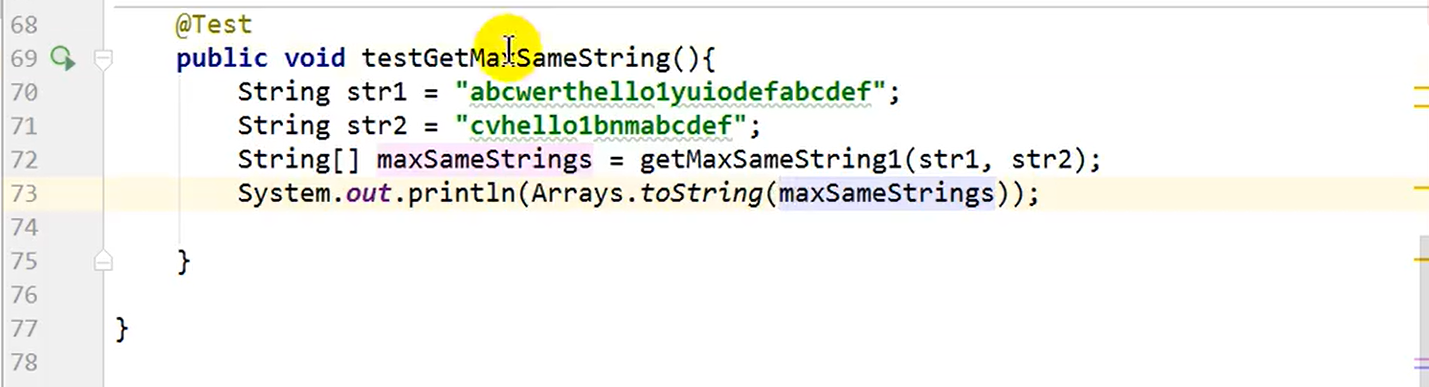 68 @Test
69 public void testGetMaxSameString(){
70 String str1 = "abcwerthello1yuiodefabcdef";
71 String str2 = "cvhello1bnmabcdef";
72 String[] maxSameStrings = getMaxSameString1(str1, str2);
73 System.out.println(Arrays.toString(maxSameStrings));
74
75 }
76
77 }
78